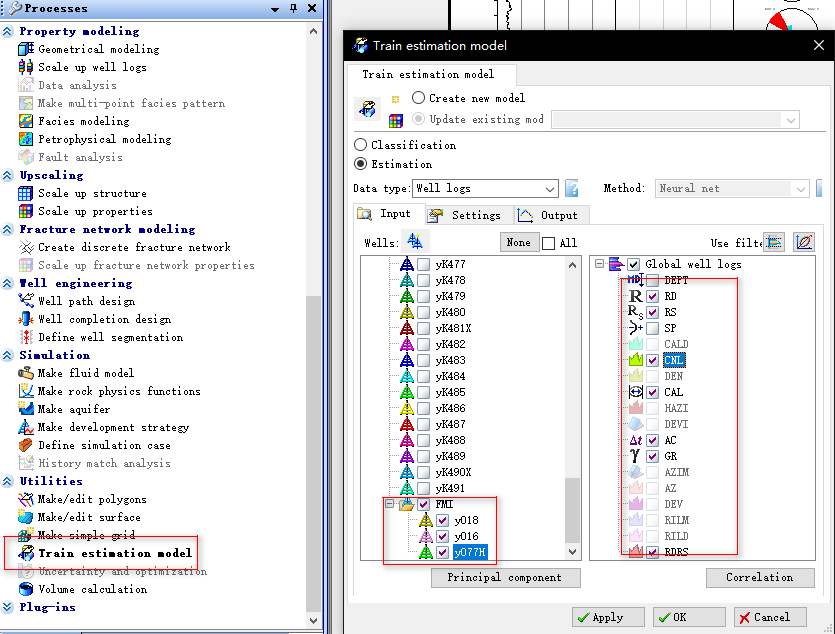 Processes
Property modeling
Geometrical modeling
Scale up well logs
Data analysis
Make multi-point facies pattern
Facies modeling
Petrophysical modeling
Fault analysis
Upscaling
Scale up structure
Scale up properties
Fracture network modeling
Create discrete fracture network
Scale up fracture network properties
Well engineering
Well path design
Well completion design
Define well segmentation
Simulation
Make fluid model
Make rock physics functions
Make aquifer
Make development strategy
Define simulation case
History match analysis
Utilities
Make/edit polygons
Make/edit surface
Make simple grid
Train estimation model
Uncertainty and optimization
Volume calculation
Plug-ins
Train estimation model
Train estimation model
Create new model
Update existing mod
Classification
Estimation
Data type: Well logs
Method: Neural net
Input Settings Output
Wells: None All
Use filte
yK477
yK478
yK479
yK480
yK481X
yK482
yK483
yK484
yK485
yK486
yK487
yK488
yK489
yK490X
yK491
FMI
y018
y016
y077H
Global well logs
DEPT
RD
RS
SP
CALD
CNL
DEN
CAL
HAZI
DEVI
AC
GR
AZIM
AZ
DEV
RILM
RILD
RDRS
Principal component
Correlation
Apply OK Cancel